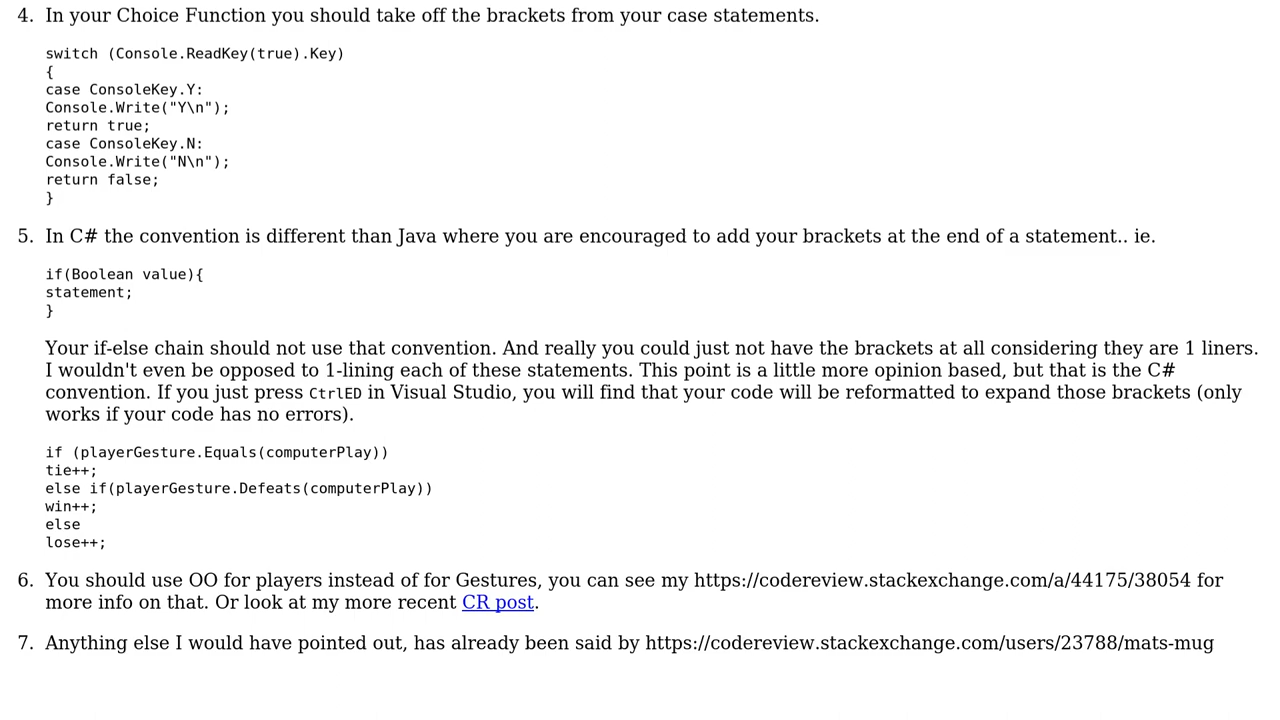 4. In your Choice Function you should take off the brackets from your case statements.
switch (Console.ReadKey(true).Key)
{
case ConsoleKey.Y:
Console.Write("Y\n");
return true;
case ConsoleKey.N:
Console.Write("N\n");
return false;
}
5. In C# the convention is different than Java where you are encouraged to add your brackets at the end of a statement.. ie.
if(Boolean value){
statement;
}
Your if-else chain should not use that convention. And really you could just not have the brackets at all considering they are 1 liners.
I wouldn't even be opposed to 1-lining each of these statements. This point is a little more opinion based, but that is the C#
convention. If you just press CtrlED in Visual Studio, you will find that your code will be reformatted to expand those brackets (only
works if your code has no errors).
if (playerGesture.Equals(computerPlay))
tie++;
else if(playerGesture.Defeats(computerPlay))
win++;
else
lose++;
6. You should use OO for players instead of for Gestures, you can see my https://codereview.stackexchange.com/a/44175/38054 for
more info on that. Or look at my more recent CR post.
7. Anything else I would have pointed out, has already been said by https://codereview.stackexchange.com/users/23788/mats-mug